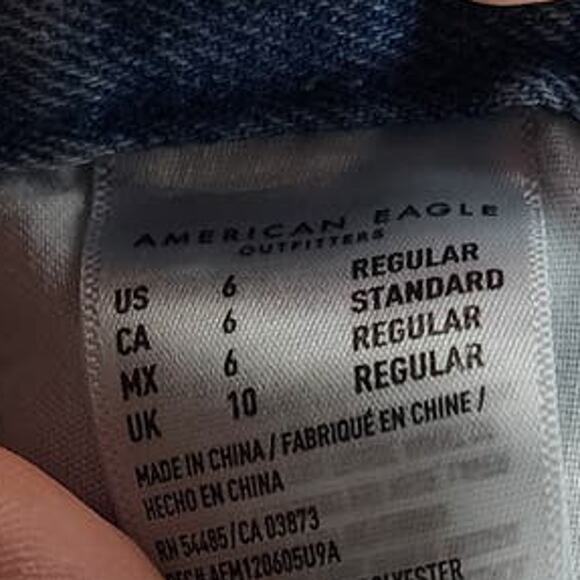 AMERICAN EAGLE
OUTFITTERS
US 6 REGULAR
CA 6 STANDARD
MX 6 REGULAR
UK 10 REGULAR
MADE IN CHINA / FABRIQUÉ EN CHINE /
HECHO EN CHINA
RN 54485/CA 03873
AEM120605U9A
POLYESTER